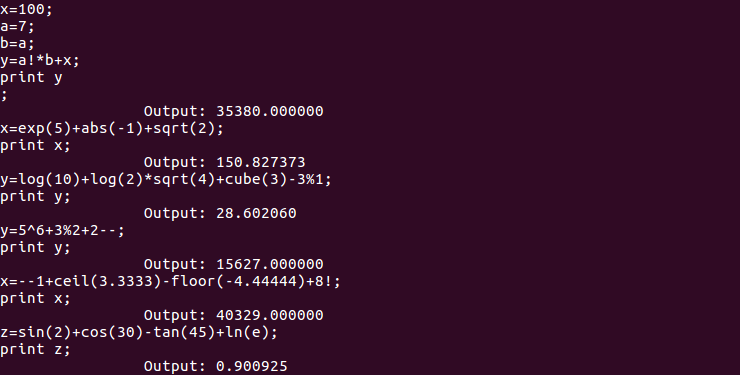 x=100;
a=7;
b=a;
y=a!*b+x;
print y
;
Output: 35380.000000
x=exp(5)+abs(-1)+sqrt(2);
print x;
Output: 150.827373
y=log(10)+log(2)*sqrt(4)+cube(3)-3%1;
print y;
Output: 28.602060
y=5^6+3%2+2--;
print y;
Output: 15627.000000
x=--1+ceil(3.3333)-floor(-4.44444)+8!;
print x;
Output: 40329.000000
z=sin(2)+cos(30)-tan(45)+ln(e);
print z;
Output: 0.900925